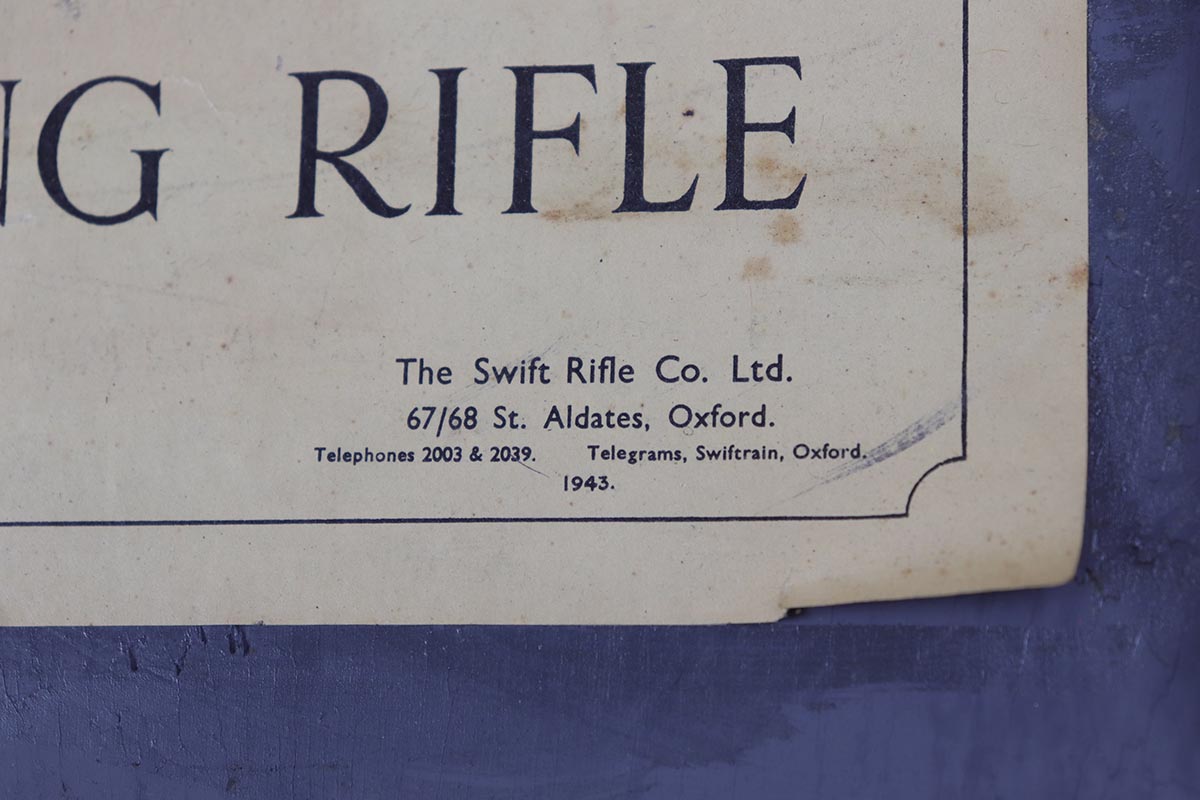 NG RIFLE
The Swift Rifle Co. Ltd.
67/68 St. Aldates, Oxford.
Telephones 2003 & 2039. Telegrams, Swiftrain, Oxford.
1943.